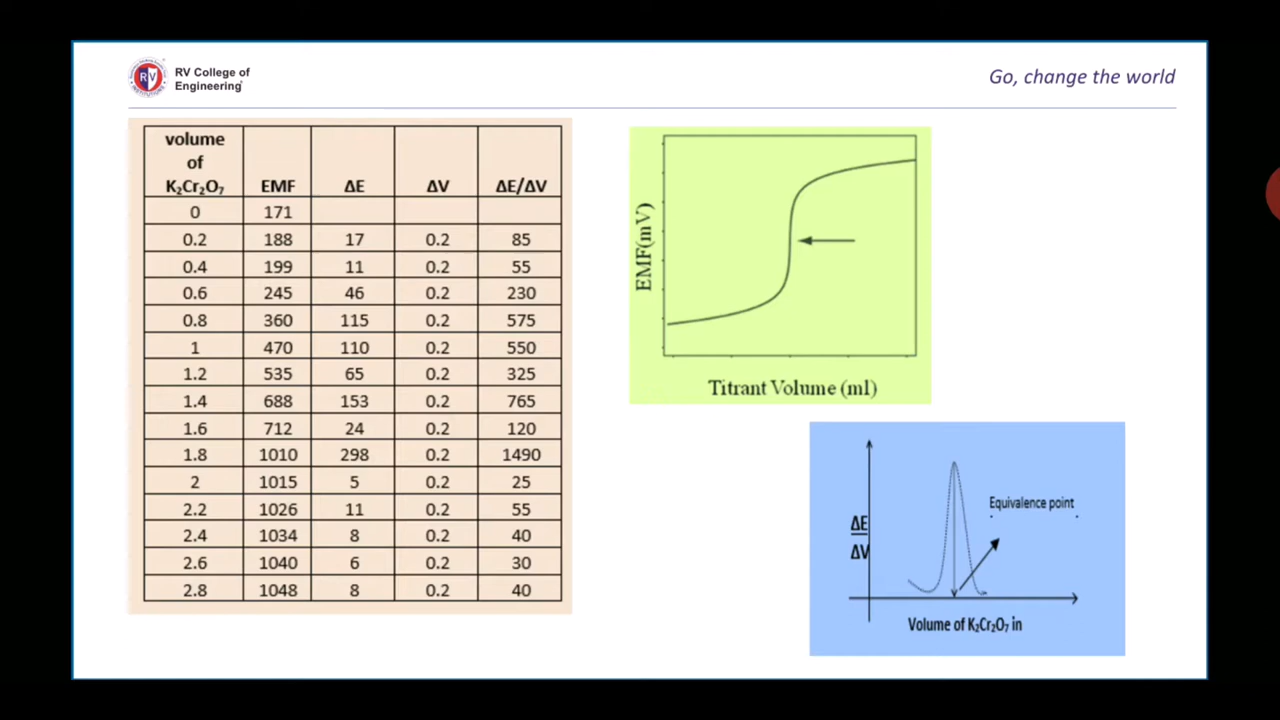 RV College of
Engineering
Go, change the world
volume
of
K₂Cr₂O₇ EMF ΔE ΔV ΔE/ΔV
0 171
0.2 188 17 0.2 85
0.4 199 11 0.2 55
0.6 245 46 0.2 230
0.8 360 115 0.2 575
1 470 110 0.2 550
1.2 535 65 0.2 325
1.4 688 153 0.2 765
1.6 712 24 0.2 120
1.8 1010 298 0.2 1490
2 1015 5 0.2 25
2.2 1026 11 0.2 55
2.4 1034 8 0.2 40
2.6 1040 6 0.2 30
2.8 1048 8 0.2 40
EMF(mV)
Titrant Volume (ml)
ΔE
ΔV
Equivalence point
Volume of K₂Cr₂O₇ in